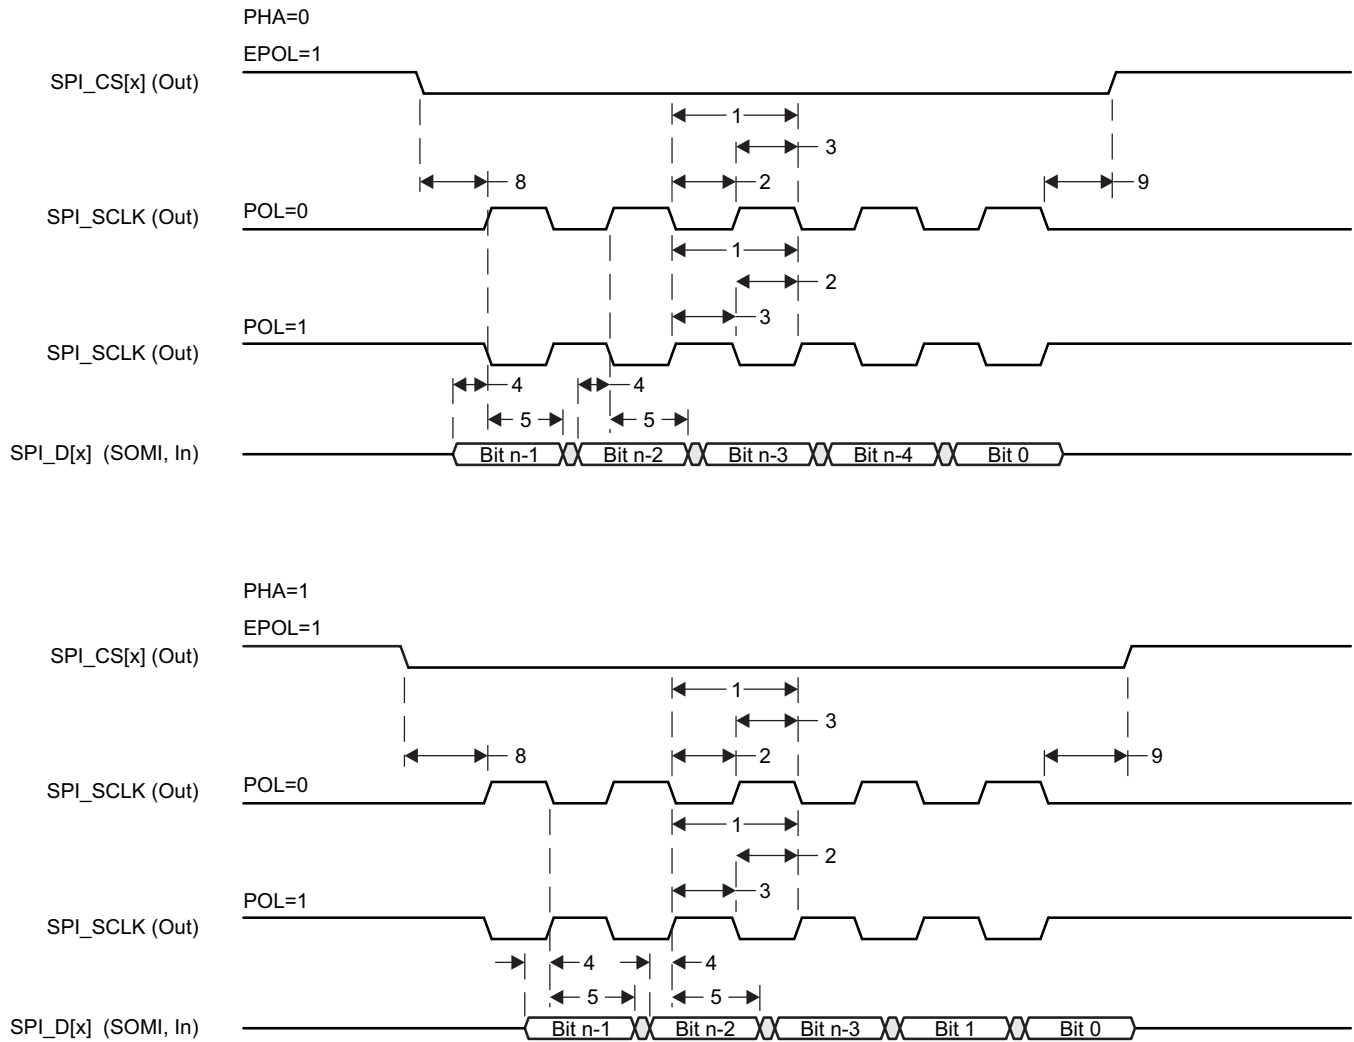 PHA=0
EPOL=1
SPI_CS[x] (Out)
1
3
8
2
9
SPI_SCLK (Out)
POL=0
1
2
3
POL=1
SPI_SCLK (Out)
4
4
5
5
SPI_D[x] (SOMI, In)
Bit n-1
Bit n-2
Bit n-3
Bit n-4
Bit 0
PHA=1
EPOL=1
SPI_CS[x] (Out)
1
3
8
2
9
SPI_SCLK (Out)
POL=0
1
2
3
POL=1
SPI_SCLK (Out)
4
4
5
5
SPI_D[x] (SOMI, In)
Bit n-1
Bit n-2
Bit n-3
Bit 1
Bit 0